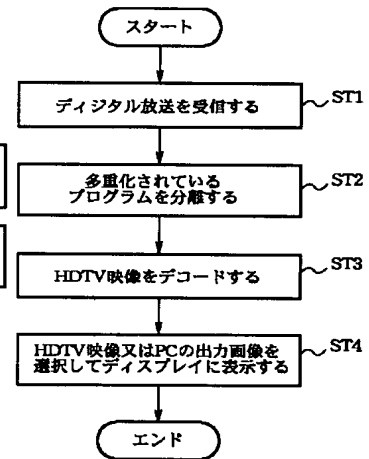 スタート
ディジタル放送を受信する
ST1
多重化されている
プログラムを分離する
ST2
HDTV映像をデコードする
ST3
HDTV映像又はPCの出力画像を
選択してディスプレイに表示する
ST4
エンド